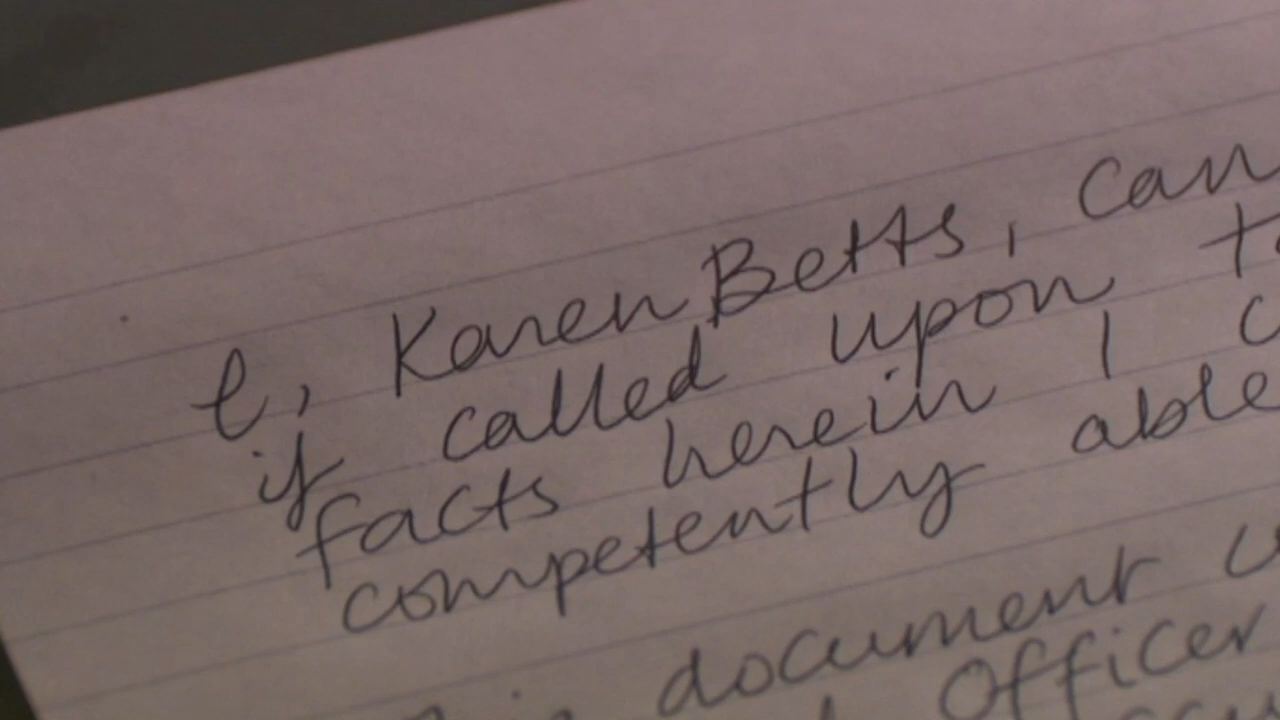 I, Karen Betts, can
if called upon
facts herein I
competently able
document
Officer